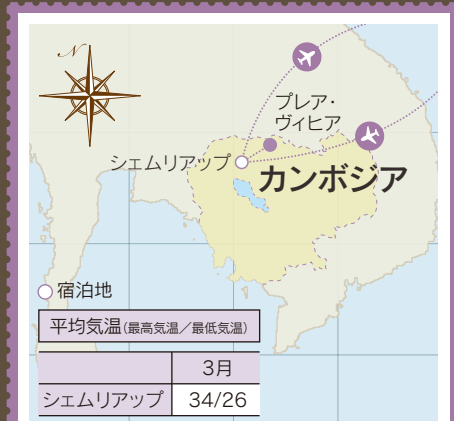 N
プレア・
ヴィヒア
シェムリアップ
カンボジア
宿泊地
平均気温(最高気温／最低気温)
3月
シェムリアップ 34/26